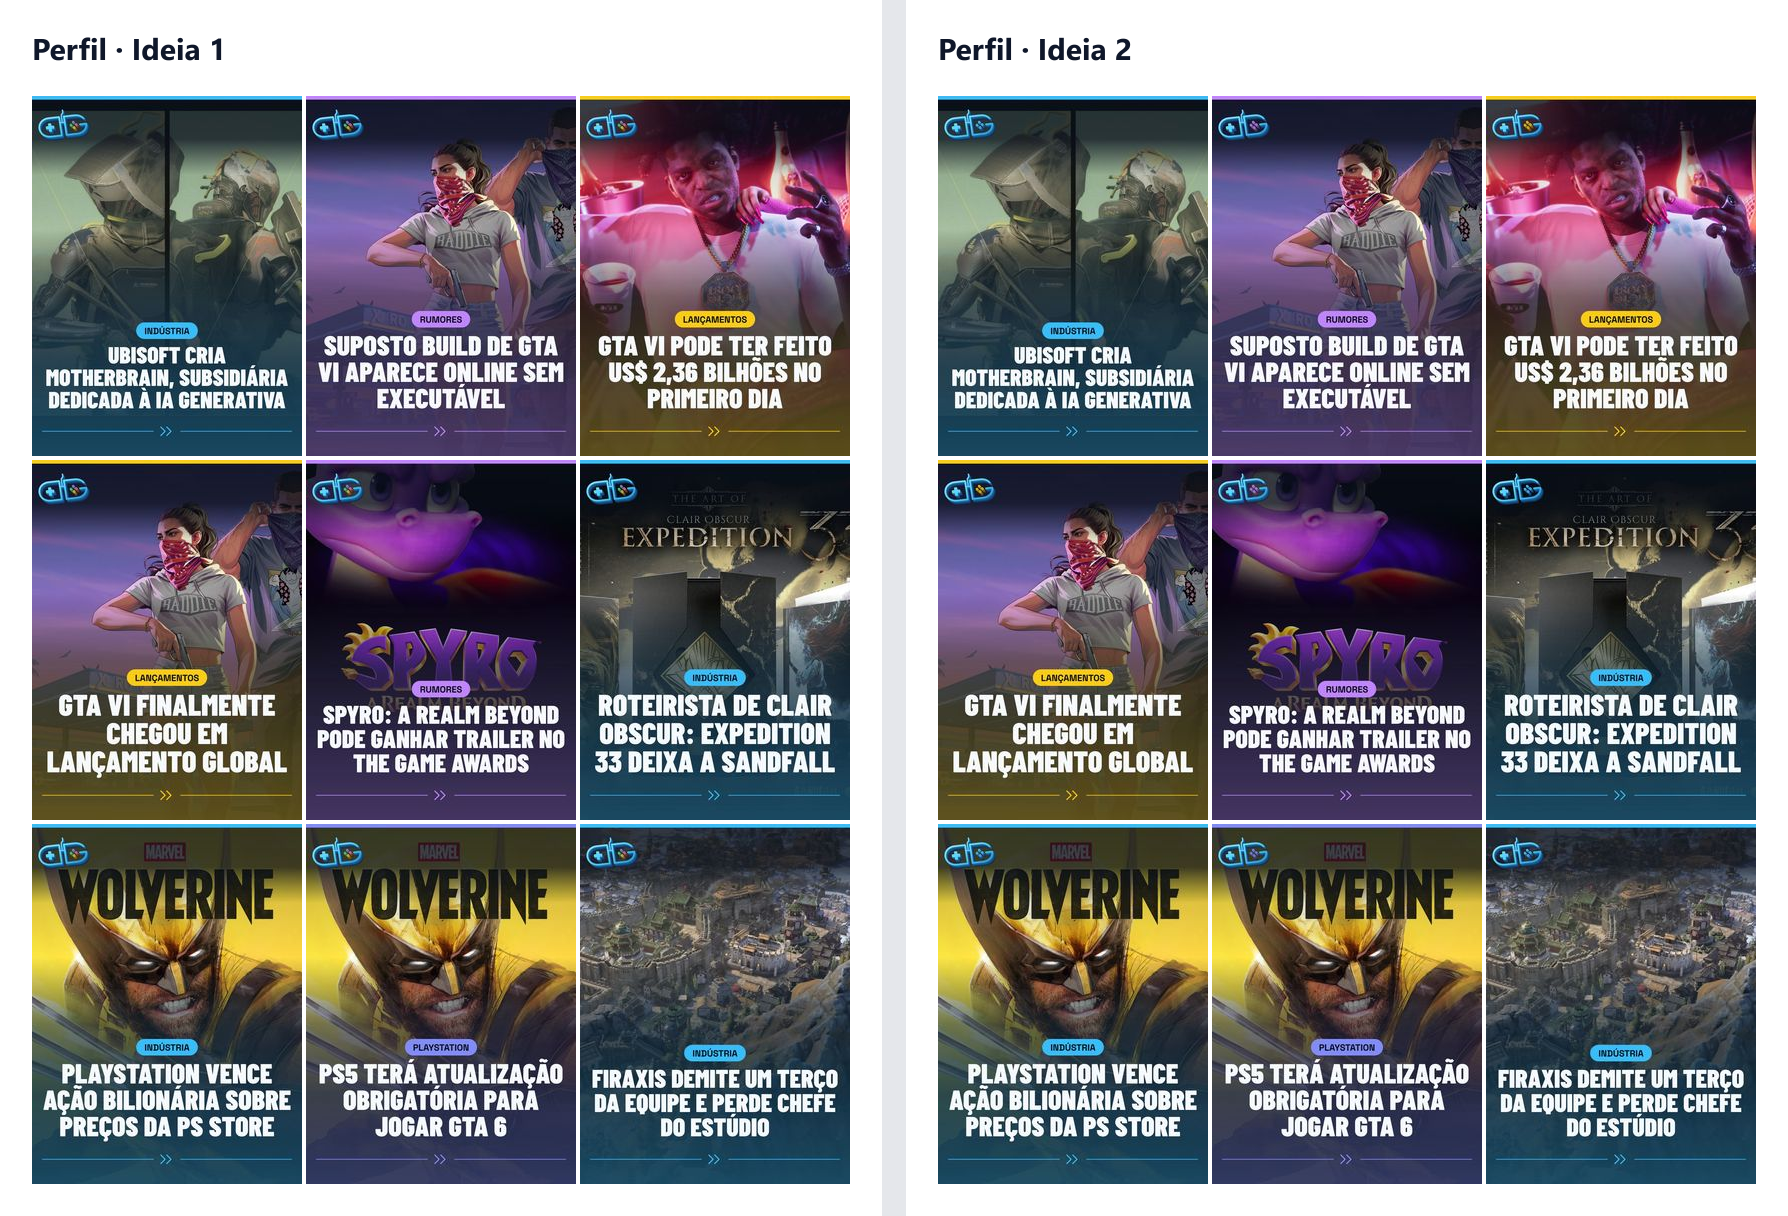 Perfil · Ideia 1
INDÚSTRIA
UBISOFT CRIA
MOTHERBRAIN, SUBSIDIÁRIA
DEDICADA À IA GENERATIVA
RUMORES
SUPOSTO BUILD DE GTA
VI APARECE ONLINE SEM
EXECUTÁVEL
LANÇAMENTOS
GTA VI PODE TER FEITO
US$ 2,36 BILHÕES NO
PRIMEIRO DIA
LANÇAMENTOS
GTA VI FINALMENTE
CHEGOU EM
LANÇAMENTO GLOBAL
SPYRO
A REALM BEYOND
RUMORES
SPYRO: A REALM BEYOND
PODE GANHAR TRAILER NO
THE GAME AWARDS
THE ART OF
CLAIR OBSCUR
EXPEDITION 33
INDÚSTRIA
ROTEIRISTA DE CLAIR
OBSCUR: EXPEDITION
33 DEIXA A SANDFALL
MARVEL
WOLVERINE
INDÚSTRIA
PLAYSTATION VENCE
AÇÃO BILIONÁRIA SOBRE
PREÇOS DA PS STORE
MARVEL
WOLVERINE
PLAYSTATION
PS5 TERÁ ATUALIZAÇÃO
OBRIGATÓRIA PARA
JOGAR GTA 6
INDÚSTRIA
FIRAXIS DEMITE UM TERÇO
DA EQUIPE E PERDE CHEFE
DO ESTÚDIO
Perfil · Ideia 2
INDÚSTRIA
UBISOFT CRIA
MOTHERBRAIN, SUBSIDIÁRIA
DEDICADA À IA GENERATIVA
RUMORES
SUPOSTO BUILD DE GTA
VI APARECE ONLINE SEM
EXECUTÁVEL
LANÇAMENTOS
GTA VI PODE TER FEITO
US$ 2,36 BILHÕES NO
PRIMEIRO DIA
LANÇAMENTOS
GTA VI FINALMENTE
CHEGOU EM
LANÇAMENTO GLOBAL
SPYRO
A REALM BEYOND
RUMORES
SPYRO: A REALM BEYOND
PODE GANHAR TRAILER NO
THE GAME AWARDS
THE ART OF
CLAIR OBSCUR
EXPEDITION 33
INDÚSTRIA
ROTEIRISTA DE CLAIR
OBSCUR: EXPEDITION
33 DEIXA A SANDFALL
MARVEL
WOLVERINE
INDÚSTRIA
PLAYSTATION VENCE
AÇÃO BILIONÁRIA SOBRE
PREÇOS DA PS STORE
MARVEL
WOLVERINE
PLAYSTATION
PS5 TERÁ ATUALIZAÇÃO
OBRIGATÓRIA PARA
JOGAR GTA 6
INDÚSTRIA
FIRAXIS DEMITE UM TERÇO
DA EQUIPE E PERDE CHEFE
DO ESTÚDIO